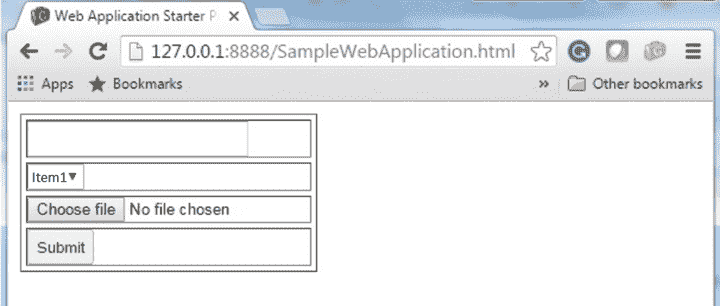 Web Application Starter P
127.0.0.1:8888/SampleWebApplication.html
Apps Bookmarks » Other bookmarks
Item1
Choose file No file chosen
Submit